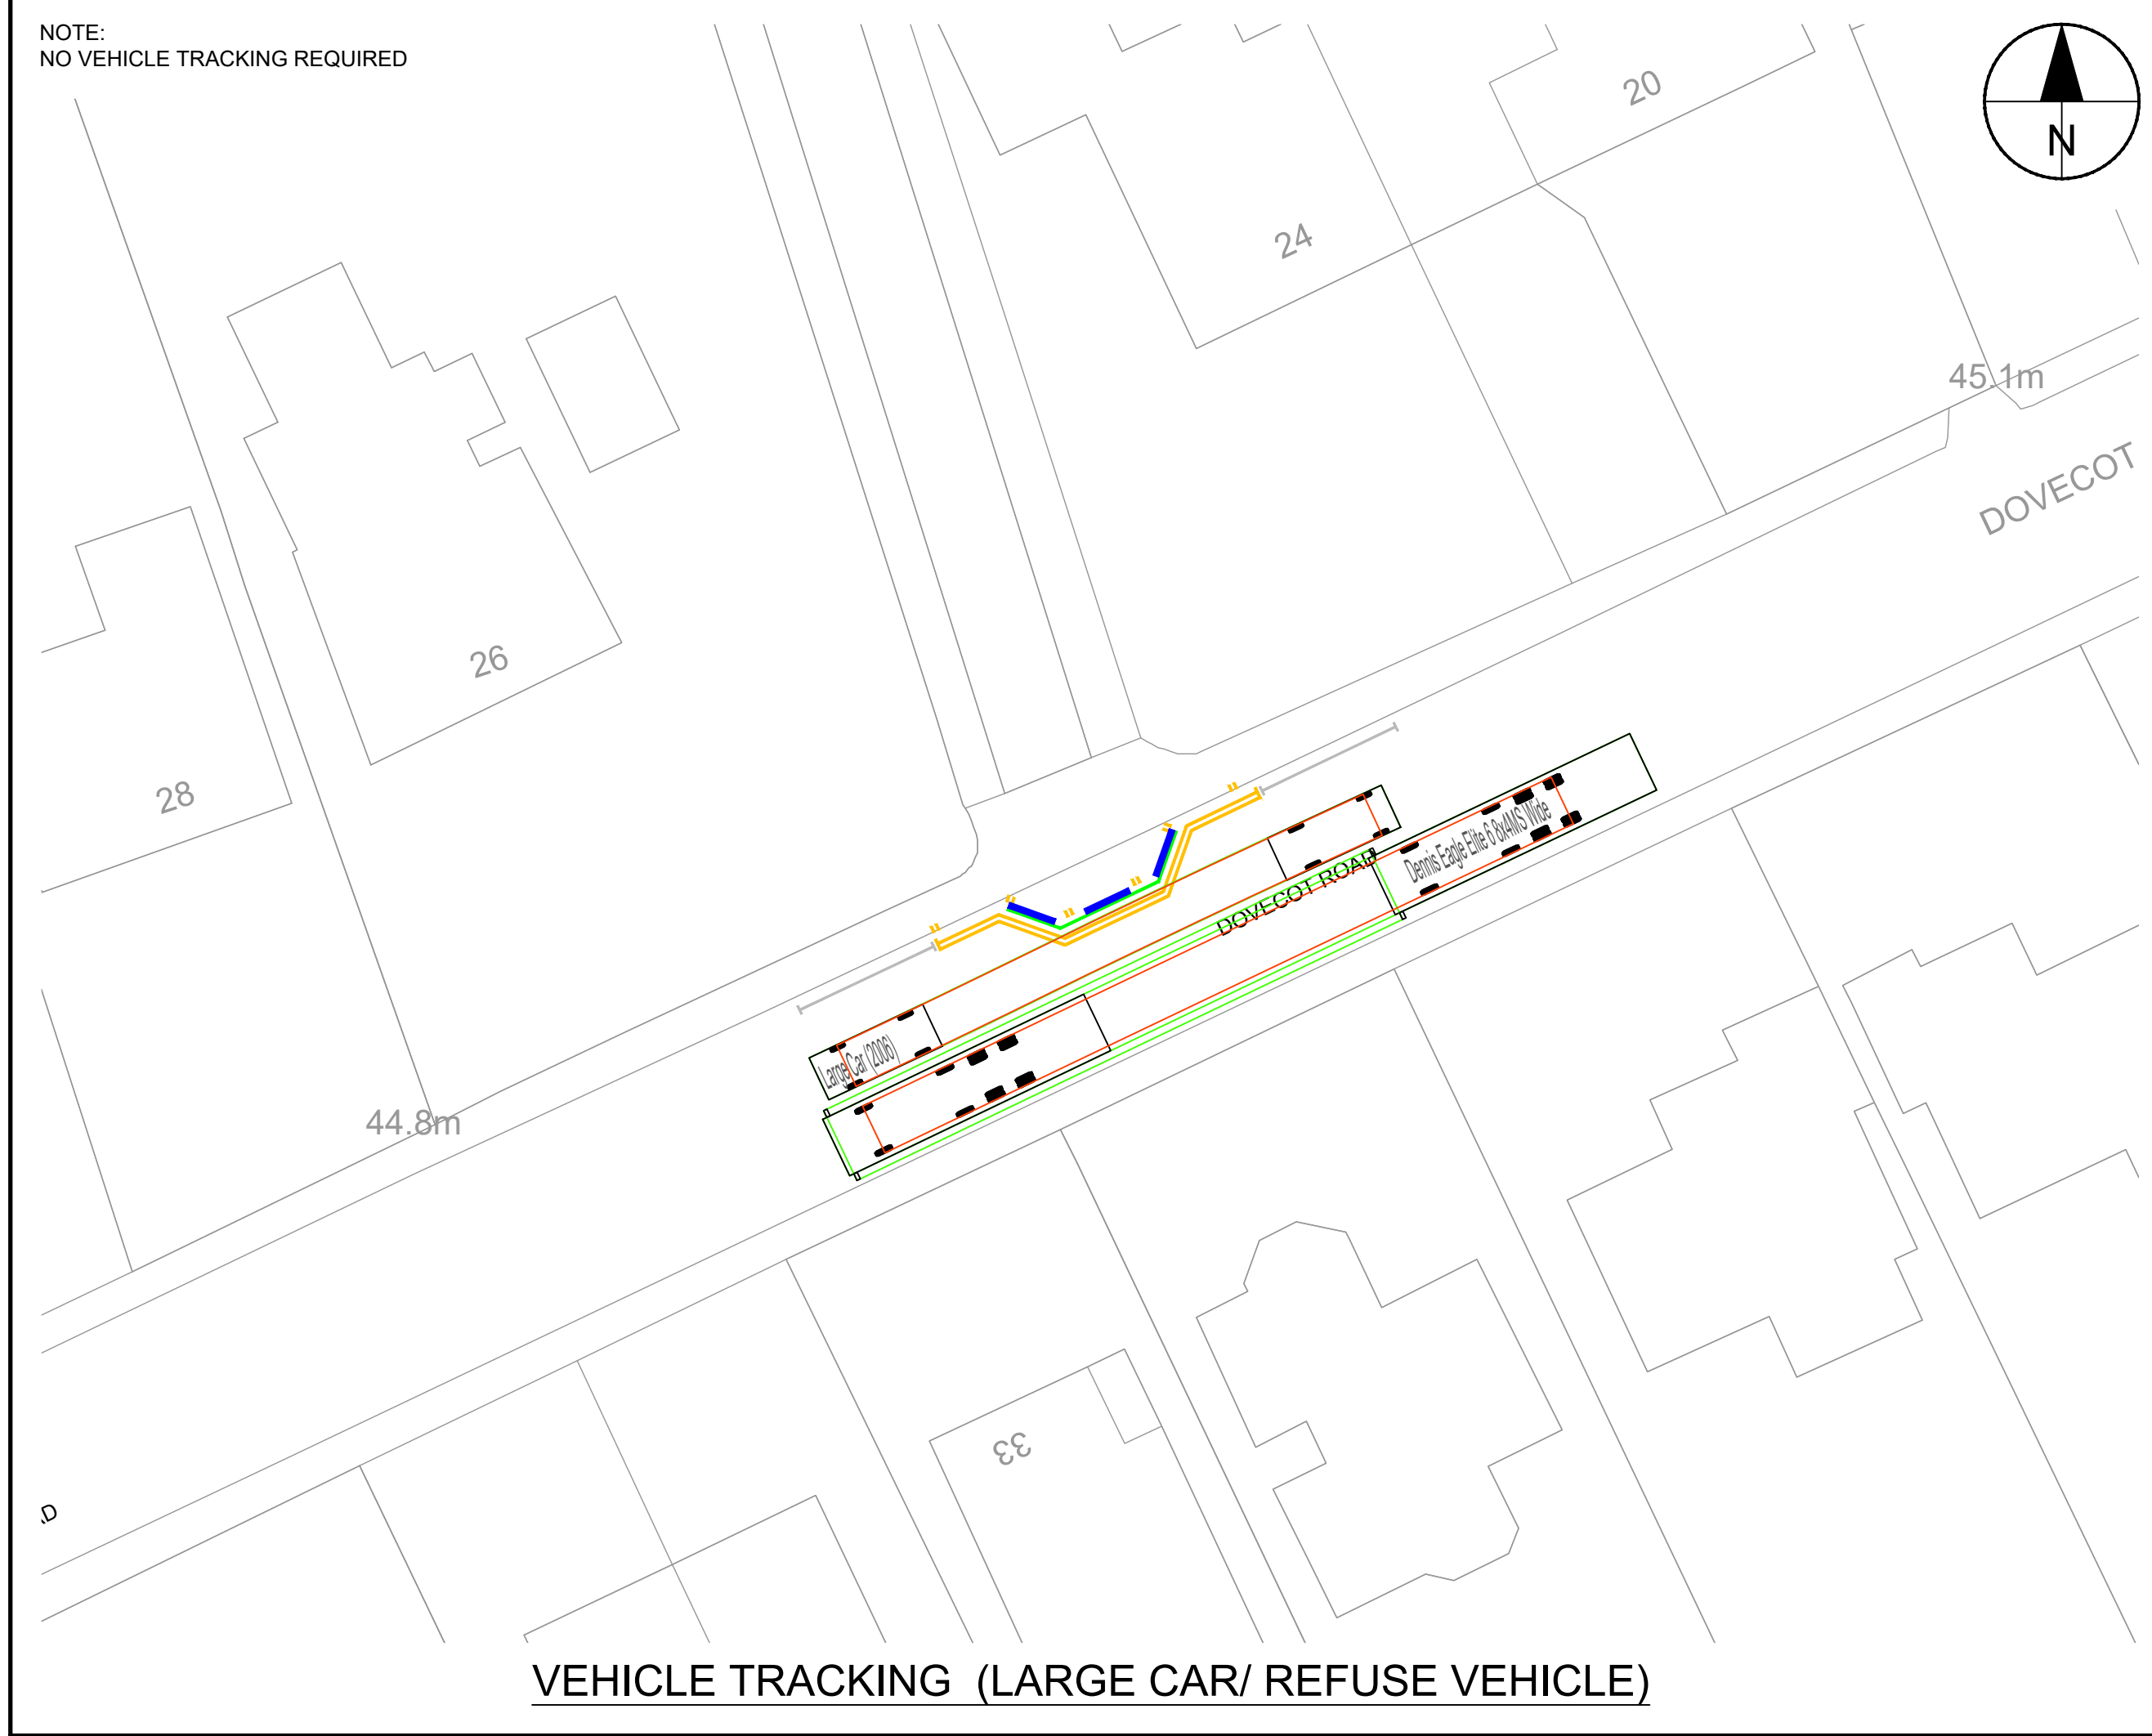 NOTE:
NO VEHICLE TRACKING REQUIRED
N
20
24
45.1m
DOVECOT
26
28
Dennis Eagle Elite 6 8x4MS Wide
DOVECOT ROAD
Large Car (2006)
44.8m
33
D
VEHICLE TRACKING (LARGE CAR/ REFUSE VEHICLE)